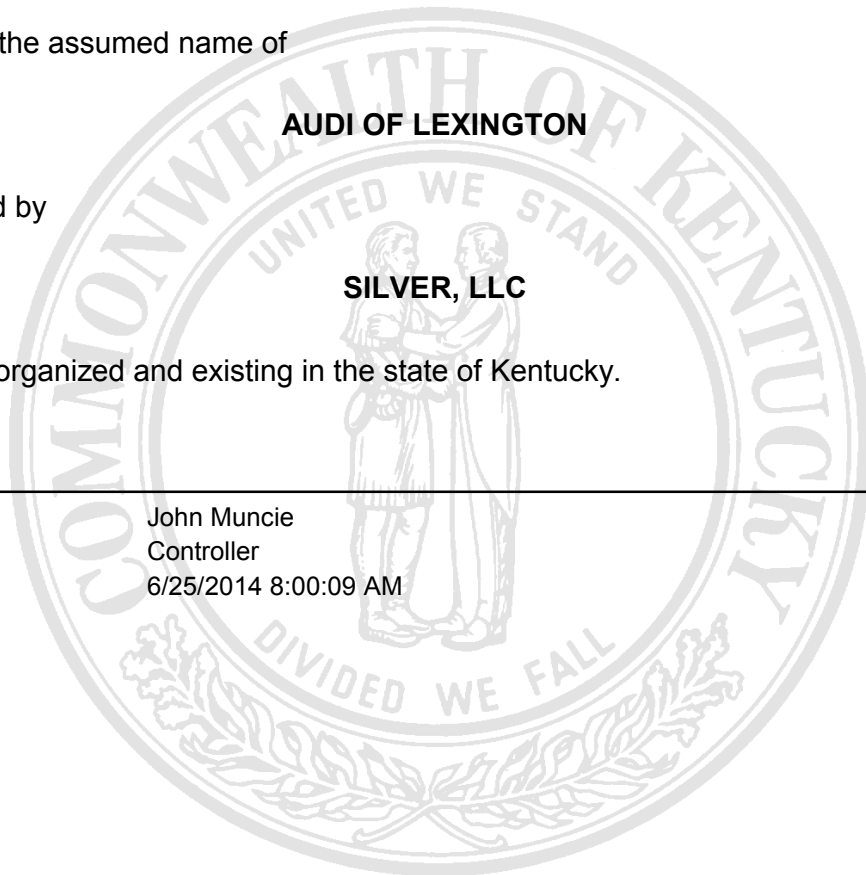 the assumed name of
AUDI OF LEXINGTON
d by
SILVER, LLC
organized and existing in the state of Kentucky.
John Muncie
Controller
6/25/2014 8:00:09 AM
COMMONWEALTH OF KENTUCKY
UNITED WE STAND
DIVIDED WE FALL